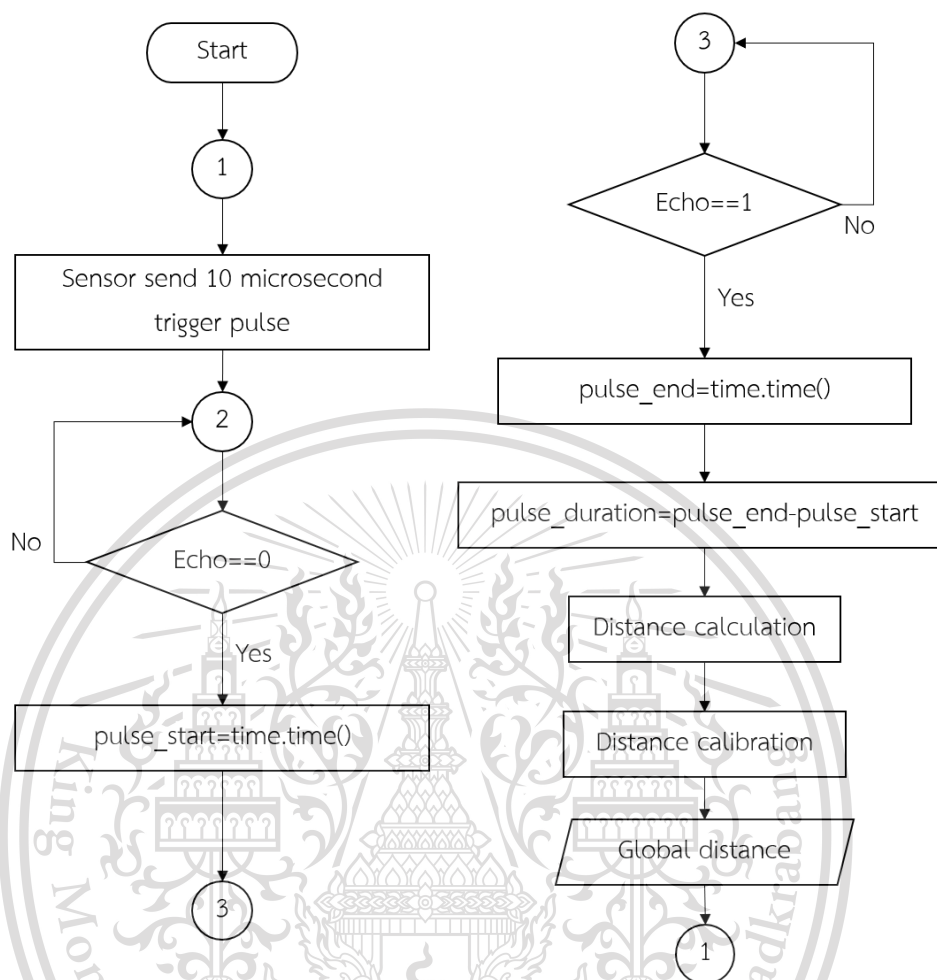 Start
1
Sensor send 10 microsecond
trigger pulse
2
No
Echo==0
Yes
pulse_start=time.time()
3
3
Echo==1
No
Yes
pulse_end=time.time()
pulse_duration=pulse_end-pulse_start
Distance calculation
Distance calibration
Global distance
1
King